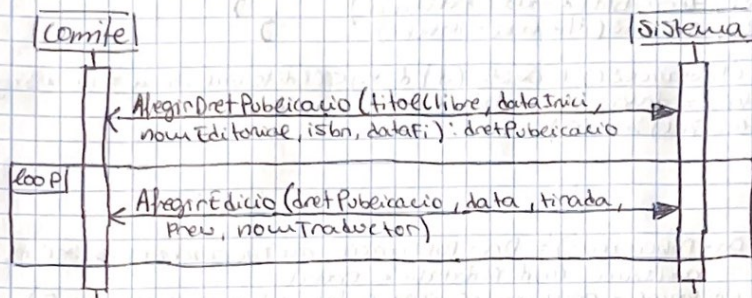 Comite
Sistema
AfegirDretPublicacio(titolllibre, dataInici,
nomEditorial, isbn, dataFi): dretPublicacio
loop
AfegirEdicio(dretPublicacio, data, tirada,
Preu, nomTraductor)